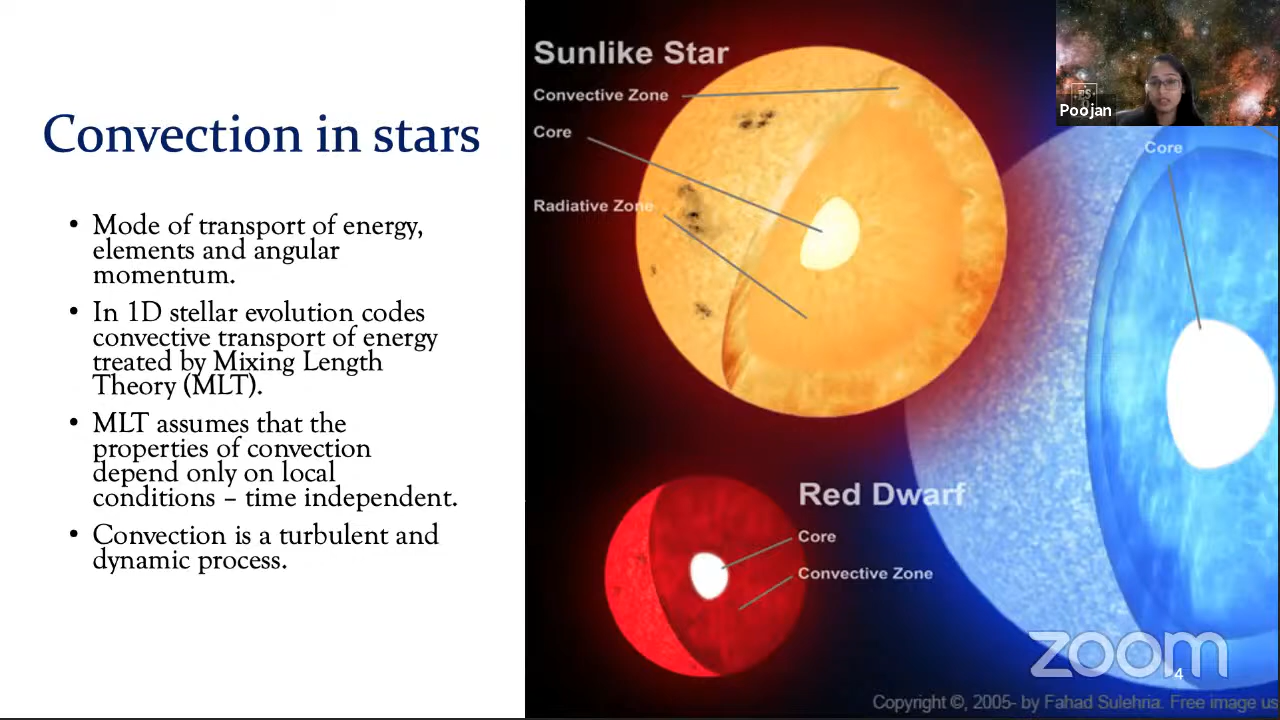 Convection in stars
• Mode of transport of energy,
elements and angular
momentum.
• In 1D stellar evolution codes
convective transport of energy
treated by Mixing Length
Theory (MLT).
• MLT assumes that the
properties of convection
depend only on local
conditions – time independent.
• Convection is a turbulent and
dynamic process.
Sunlike Star
Convective Zone
Core
Radiative Zone
Red Dwarf
Core
Convective Zone
Core
Poojan
zoom
4
Copyright ©, 2005- by Fahad Sulehria. Free image us